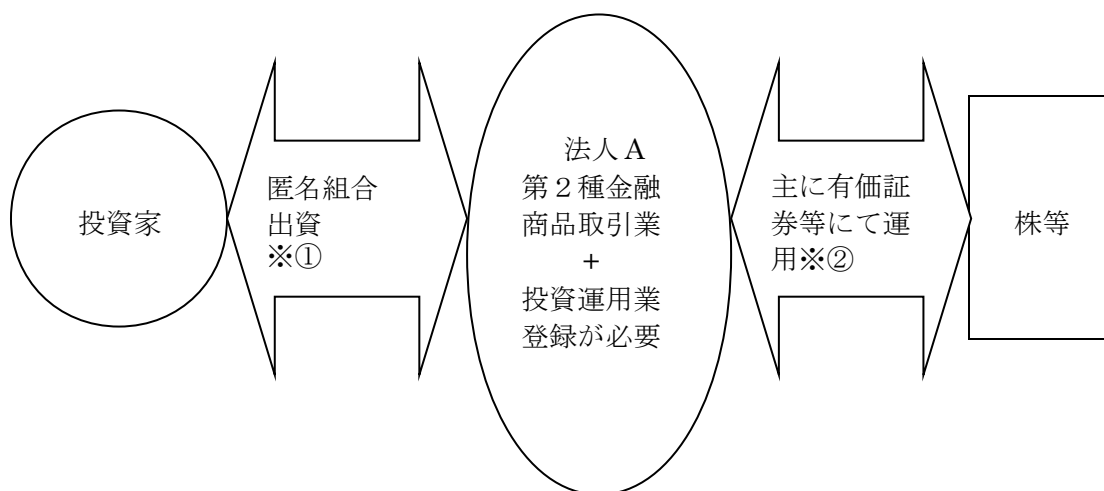 投資家
匿名組合
出資
※①
法人Ａ
第２種金融
商品取引業
+
投資運用業
登録が必要
主に有価証
券等にて運
用※②
株等